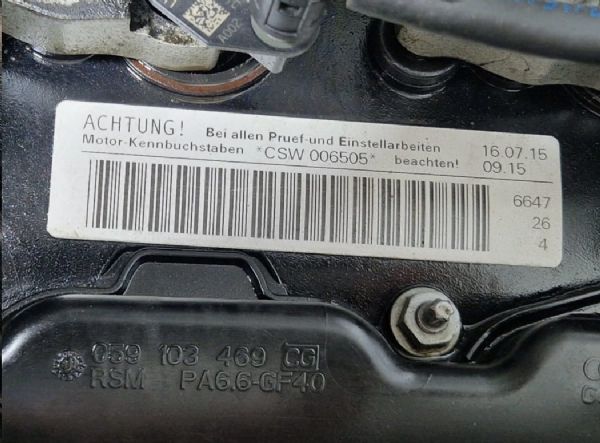 A002
ACHTUNG! Bei allen Pruef-und Einstellarbeiten 16.07.15
Motor-Kennbuchstaben *CSW 006505* beachten! 09.15
6647
26
4
059 103 469 CG
RSM PA6.6-GF40